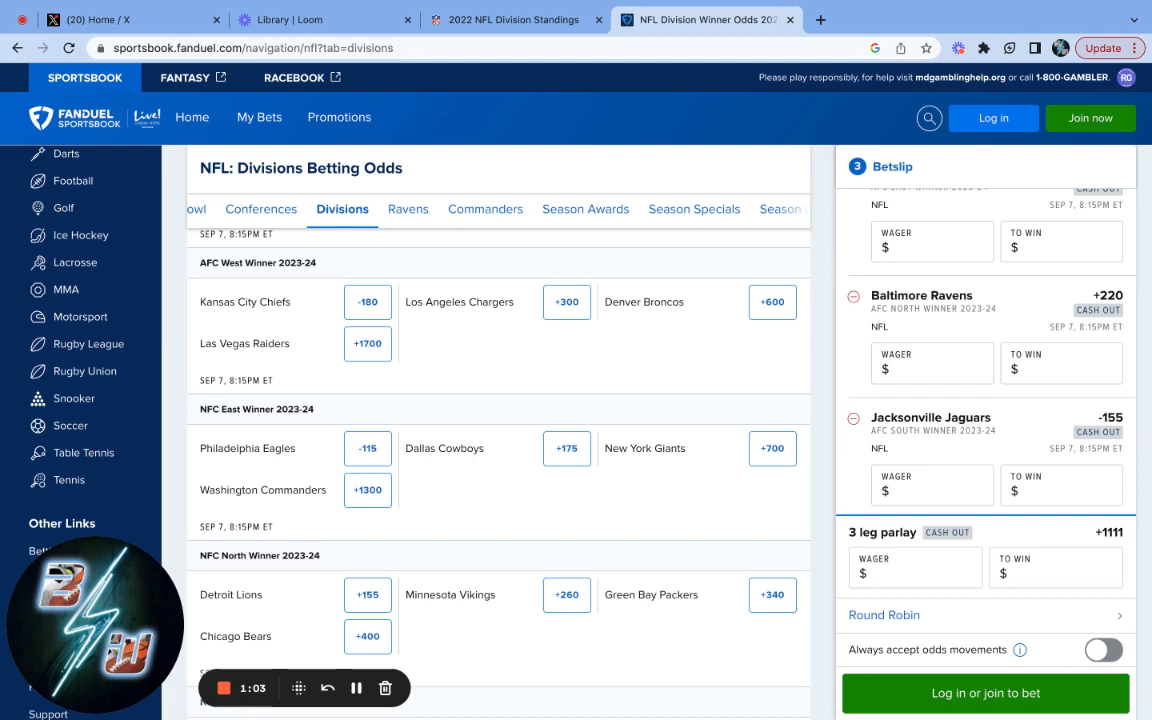 (20) Home / X
Library | Loom
2022 NFL Division Standings
NFL Division Winner Odds 202
sportsbook.fanduel.com/navigation/nfl?tab=divisions
Update
SPORTSBOOK
FANTASY
RACEBOOK
Please play responsibly, for help visit mdgamblinghelp.org or call 1-800-GAMBLER.
RG
FANDUEL
SPORTSBOOK
Live!
Home
My Bets
Promotions
Log in
Join now
Darts
Football
Golf
Ice Hockey
Lacrosse
MMA
Motorsport
Rugby League
Rugby Union
Snooker
Soccer
Table Tennis
Tennis
Other Links
Support
NFL: Divisions Betting Odds
owl
Conferences
Divisions
Ravens
Commanders
Season Awards
Season Specials
Season
SEP 7, 8:15PM ET
AFC West Winner 2023-24
Kansas City Chiefs -180 Los Angeles Chargers +300 Denver Broncos +600
Las Vegas Raiders +1700
SEP 7, 8:15PM ET
NFC East Winner 2023-24
Philadelphia Eagles -115 Dallas Cowboys +175 New York Giants +700
Washington Commanders +1300
SEP 7, 8:15PM ET
NFC North Winner 2023-24
Detroit Lions +155 Minnesota Vikings +260 Green Bay Packers +340
Chicago Bears +400
1:03
3 Betslip
CASH OUT
NFL SEP 7, 8:15PM ET
WAGER TO WIN
$ $
Baltimore Ravens +220
AFC NORTH WINNER 2023-24 CASH OUT
NFL SEP 7, 8:15PM ET
WAGER TO WIN
$ $
Jacksonville Jaguars -155
AFC SOUTH WINNER 2023-24 CASH OUT
NFL SEP 7, 8:15PM ET
WAGER TO WIN
$ $
3 leg parlay CASH OUT +1111
WAGER TO WIN
$ $
Round Robin
Always accept odds movements
Log in or join to bet